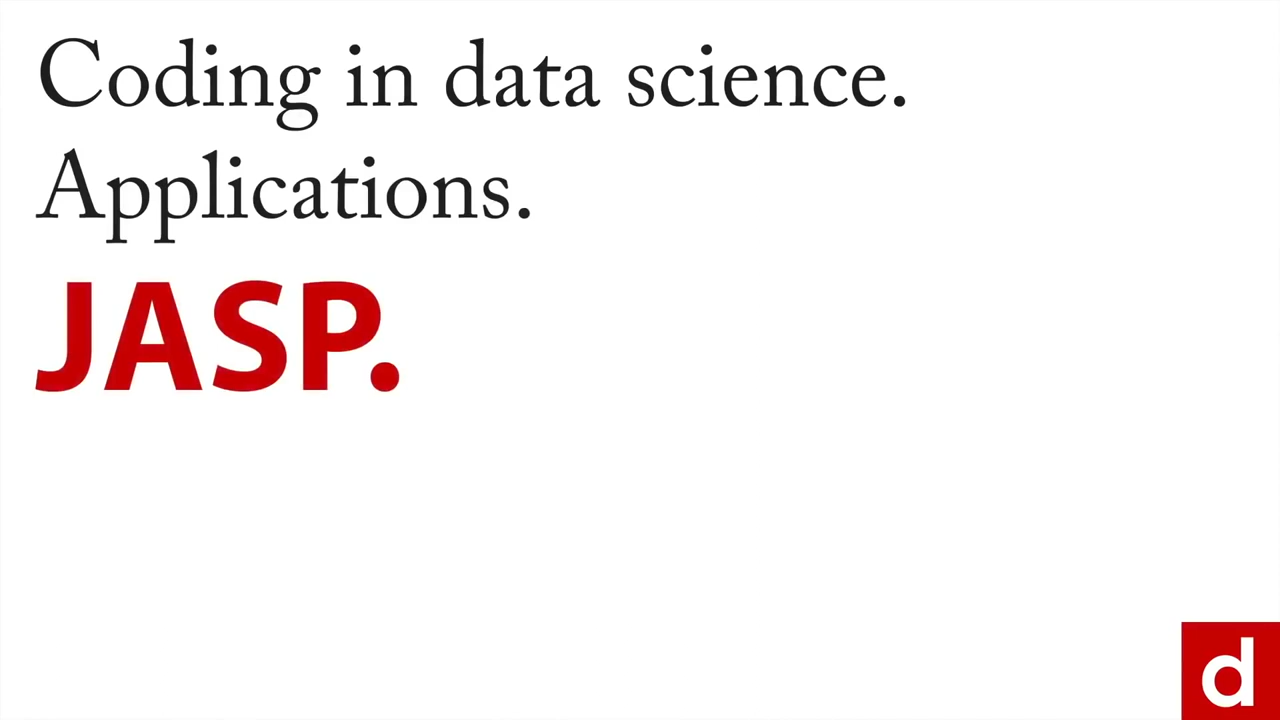 Coding in data science.
Applications.
JASP.
d